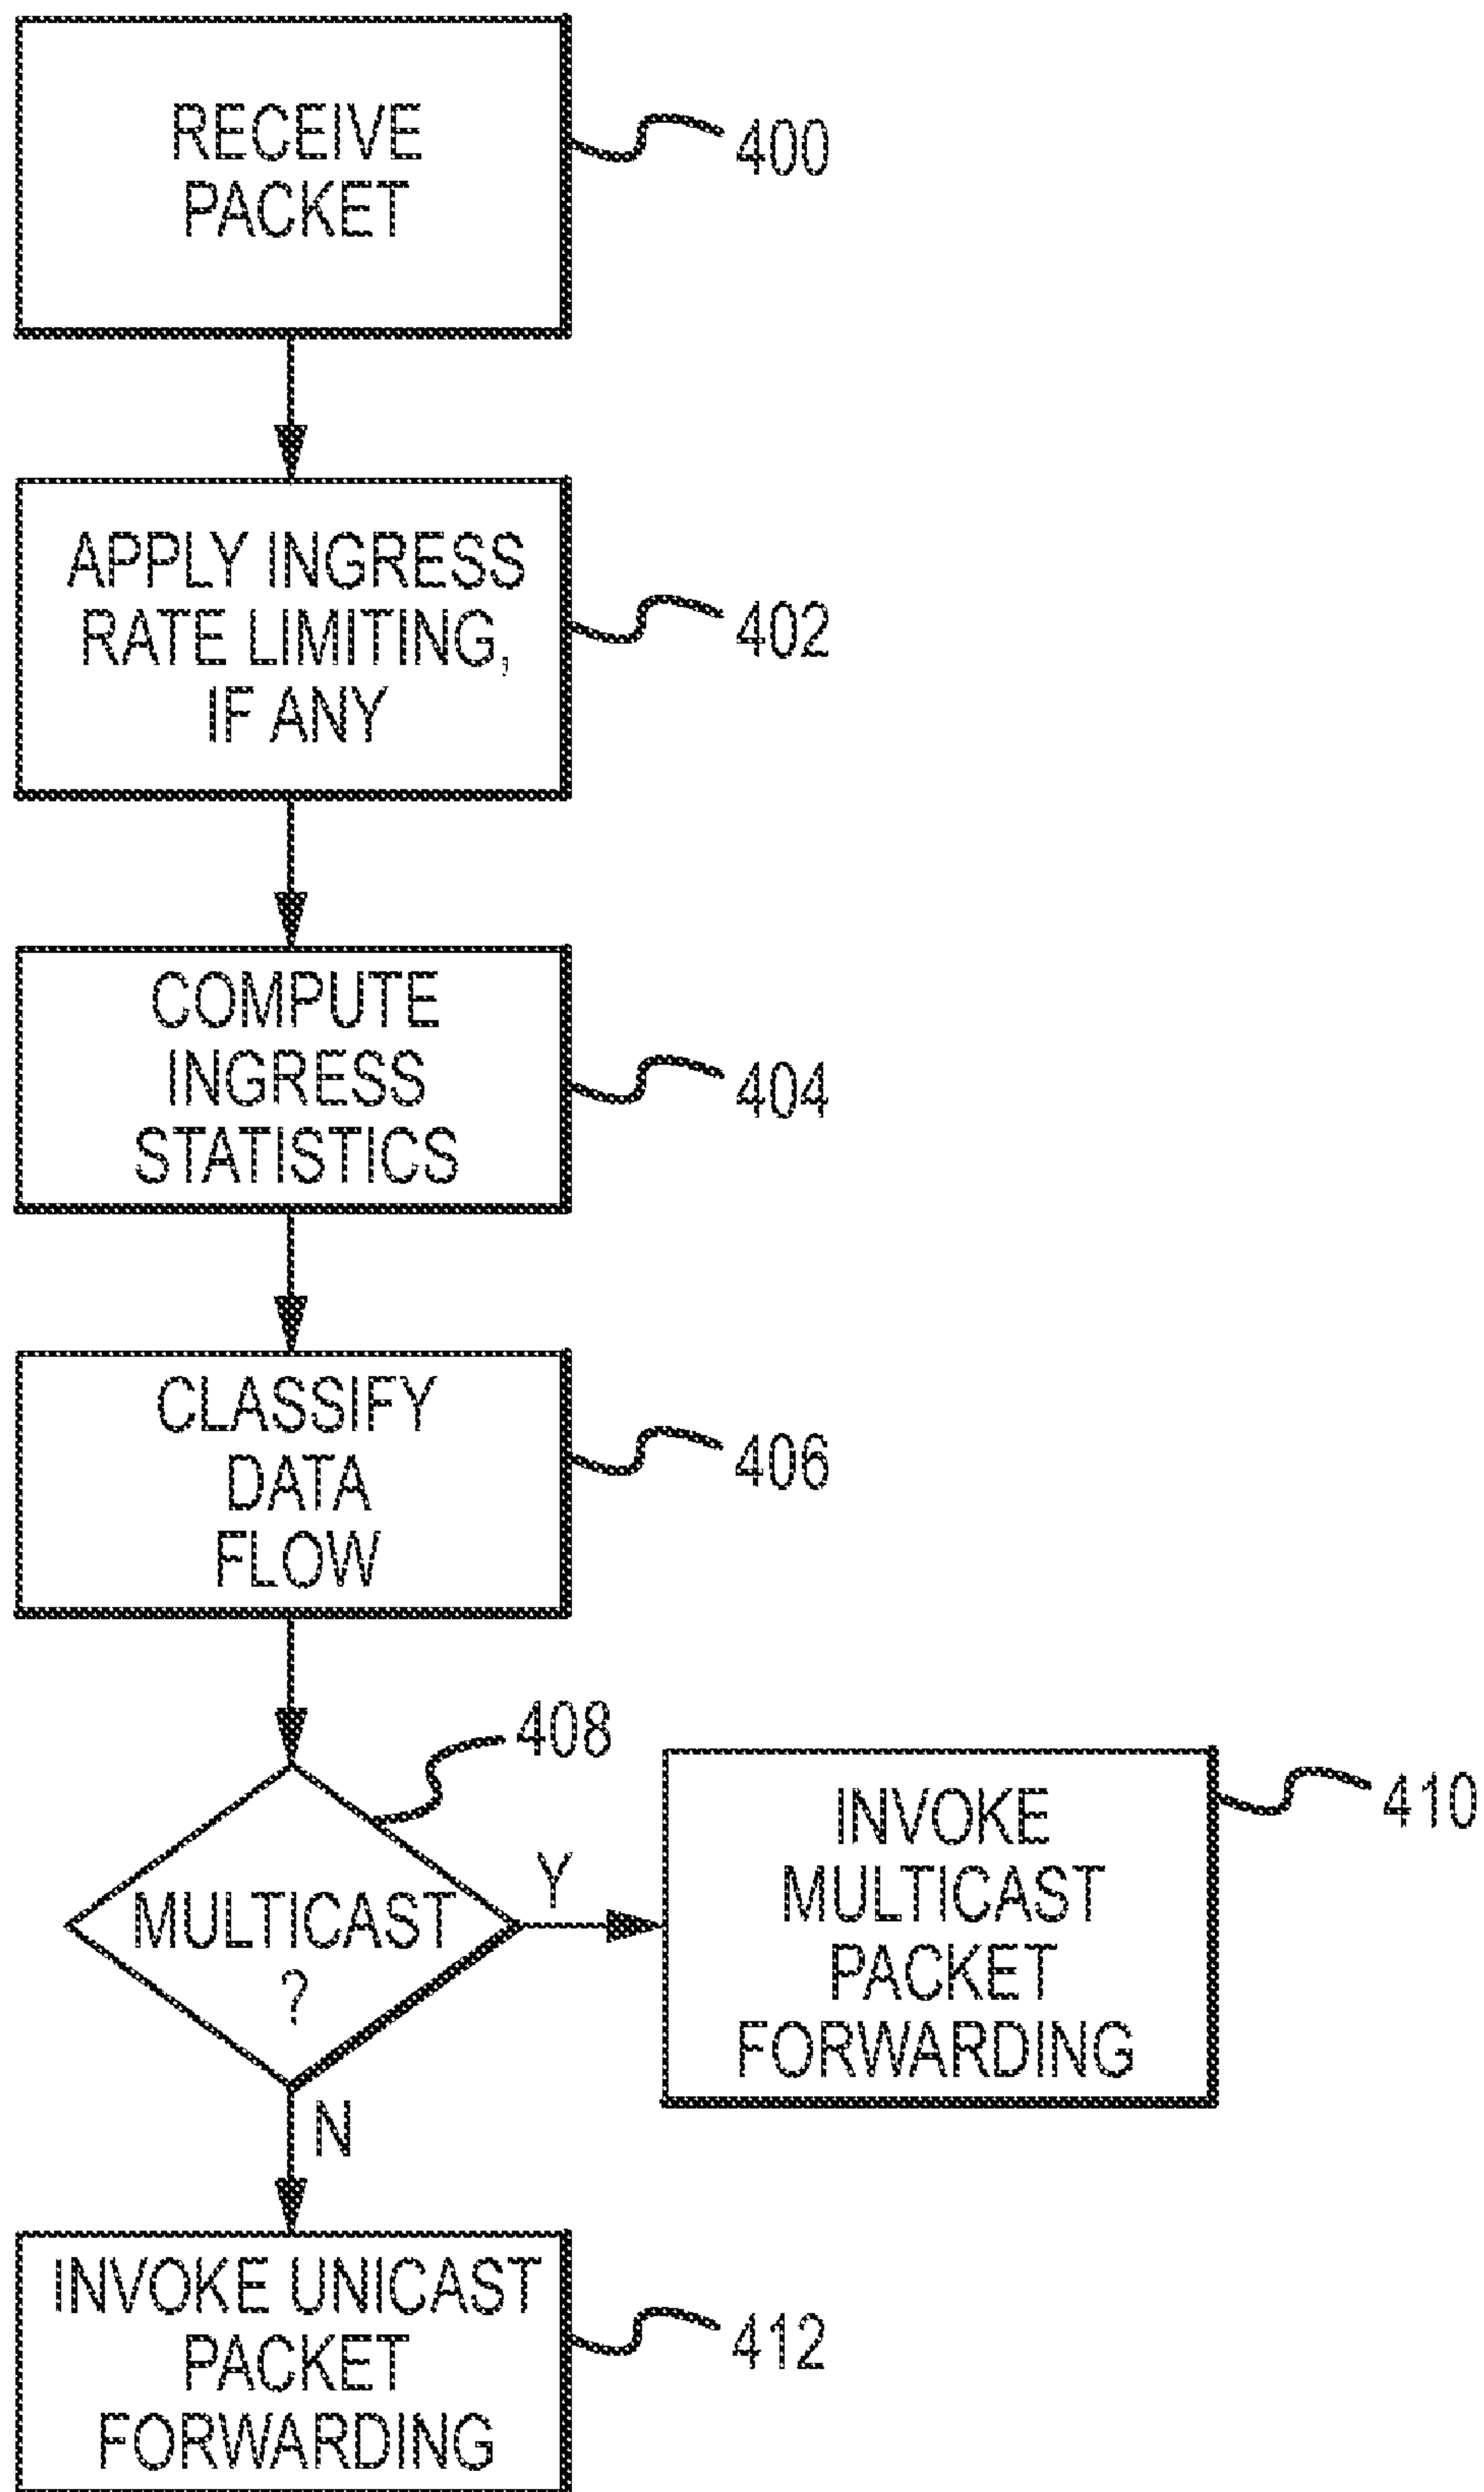 RECEIVE
PACKET
400
APPLY INGRESS
RATE LIMITING,
IF ANY
402
COMPUTE
INGRESS
STATISTICS
404
CLASSIFY
DATA
FLOW
406
408
MULTICAST
?
Y
N
INVOKE
MULTICAST
PACKET
FORWARDING
410
INVOKE UNICAST
PACKET
FORWARDING
412